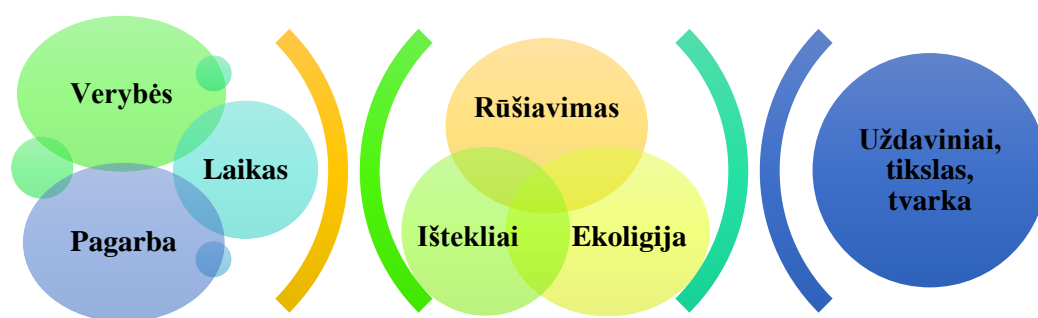 Verybės
Laikas
Pagarba
Rūšiavimas
Ištekliai
Ekoligija
Uždaviniai,
tikslas,
tvarka